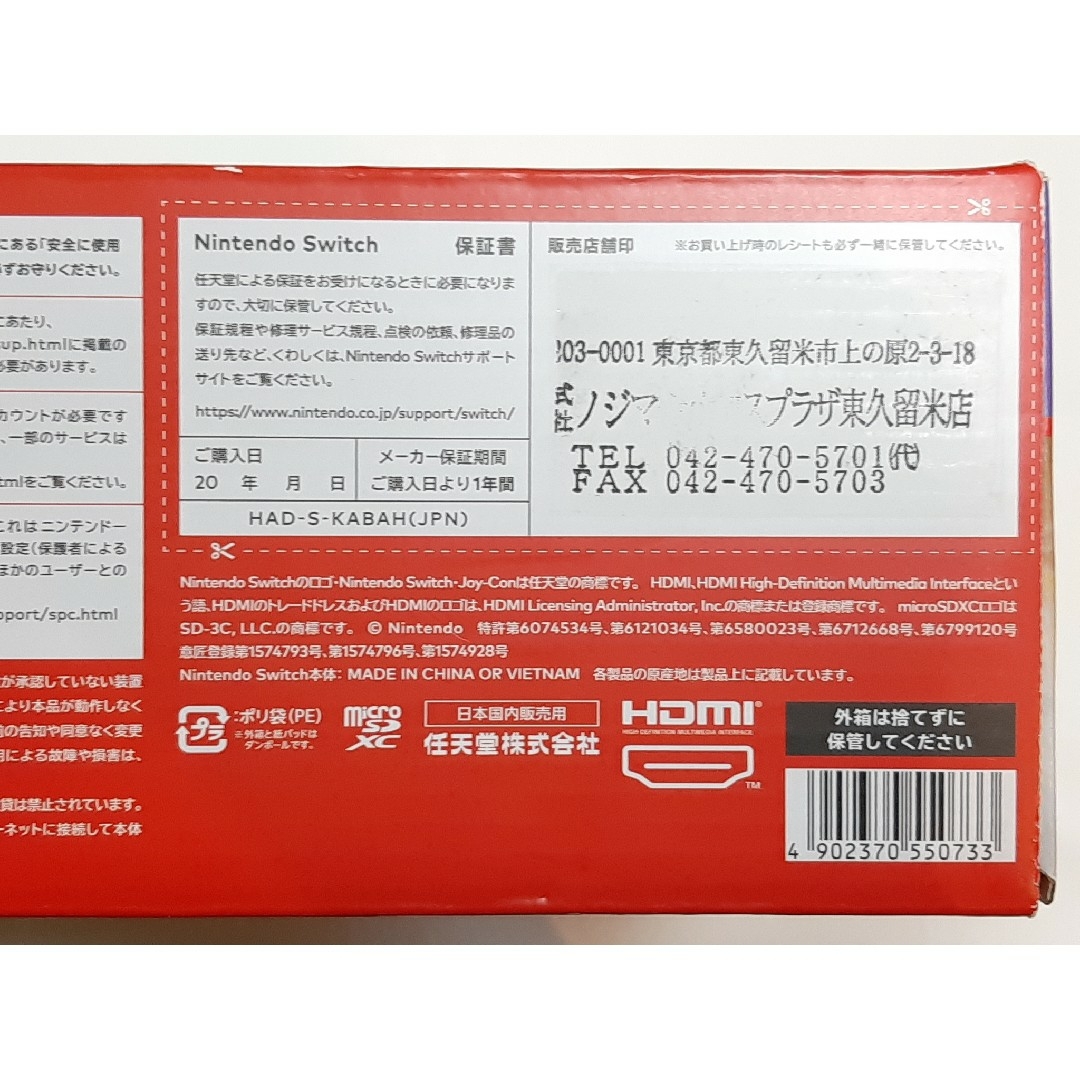 にある「安全に使用
ずお守りください。
にあたり、
sup.htmlに掲載の
必要があります。
カウントが必要です
、一部のサービスは
tmlをご覧ください。
これはニンテンドー
設定(保護者による
ほかのユーザーとの
pport/spc.html
が承認していない装置
により本品が動作しなく
前の告知や同意なく変更
用による故障や損害は、
貸は禁止されています。
ーネットに接続して本体
Nintendo Switch 保証書
任天堂による保証をお受けになるときに必要になりま
すので、大切に保管してください。
保証規程や修理サービス規程、点検の依頼、修理品の
送り先など、くわしくは、Nintendo Switchサポート
サイトをご覧ください。
https://www.nintendo.co.jp/support/switch/
ご購入日
20 年 月 日
メーカー保証期間
ご購入日より1年間
HAD-S-KABAH(JPN)
販売店舗印 ※お買い上げ時のレシートも必ず一緒に保管してください。
03-0001 東京都東久留米市上の原2-3-18
式社 ノジマ プラザ東久留米店
TEL 042-470-5701(代)
FAX 042-470-5703
Nintendo Switchのロゴ・Nintendo Switch・Joy-Conは任天堂の商標です。 HDMI、HDMI High-Definition Multimedia Interfaceとい
う語、HDMIのトレードドレスおよびHDMIのロゴは、HDMI Licensing Administrator, Inc.の商標または登録商標です。 microSDXCロゴは
SD-3C, LLC.の商標です。 © Nintendo 特許第6074534号、第6121034号、第6580023号、第6712668号、第6799120号
意匠登録第1574793号、第1574796号、第1574928号
Nintendo Switch本体: MADE IN CHINA OR VIETNAM 各製品の原産地は製品上に記載しています。
プラ
:ポリ袋(PE)
※外箱と紙パッドは
ダンボールです。
micro SD XC
日本国内販売用
任天堂株式会社
HDMI®
HIGH DEFINITION MULTIMEDIA INTERFACE
TM
外箱は捨てずに
保管してください
4 902370 550733